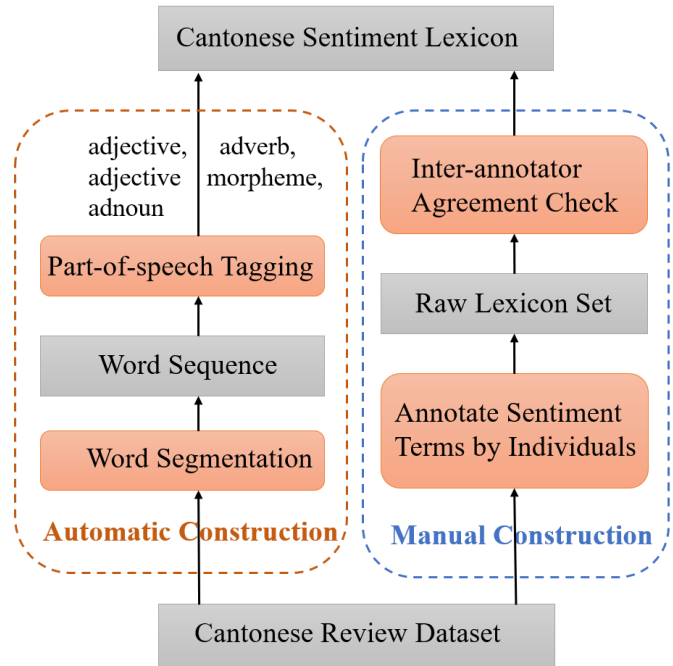 Cantonese Sentiment Lexicon
adjective, adverb,
adjective morpheme,
adnoun
Part-of-speech Tagging
Word Sequence
Word Segmentation
Automatic Construction
Inter-annotator
Agreement Check
Raw Lexicon Set
Annotate Sentiment
Terms by Individuals
Manual Construction
Cantonese Review Dataset